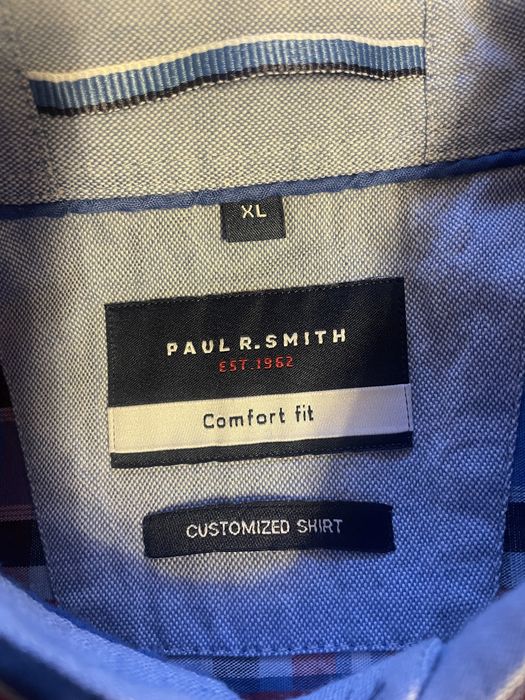 XL
PAUL R. SMITH
EST. 1962
Comfort fit
CUSTOMIZED SHIRT